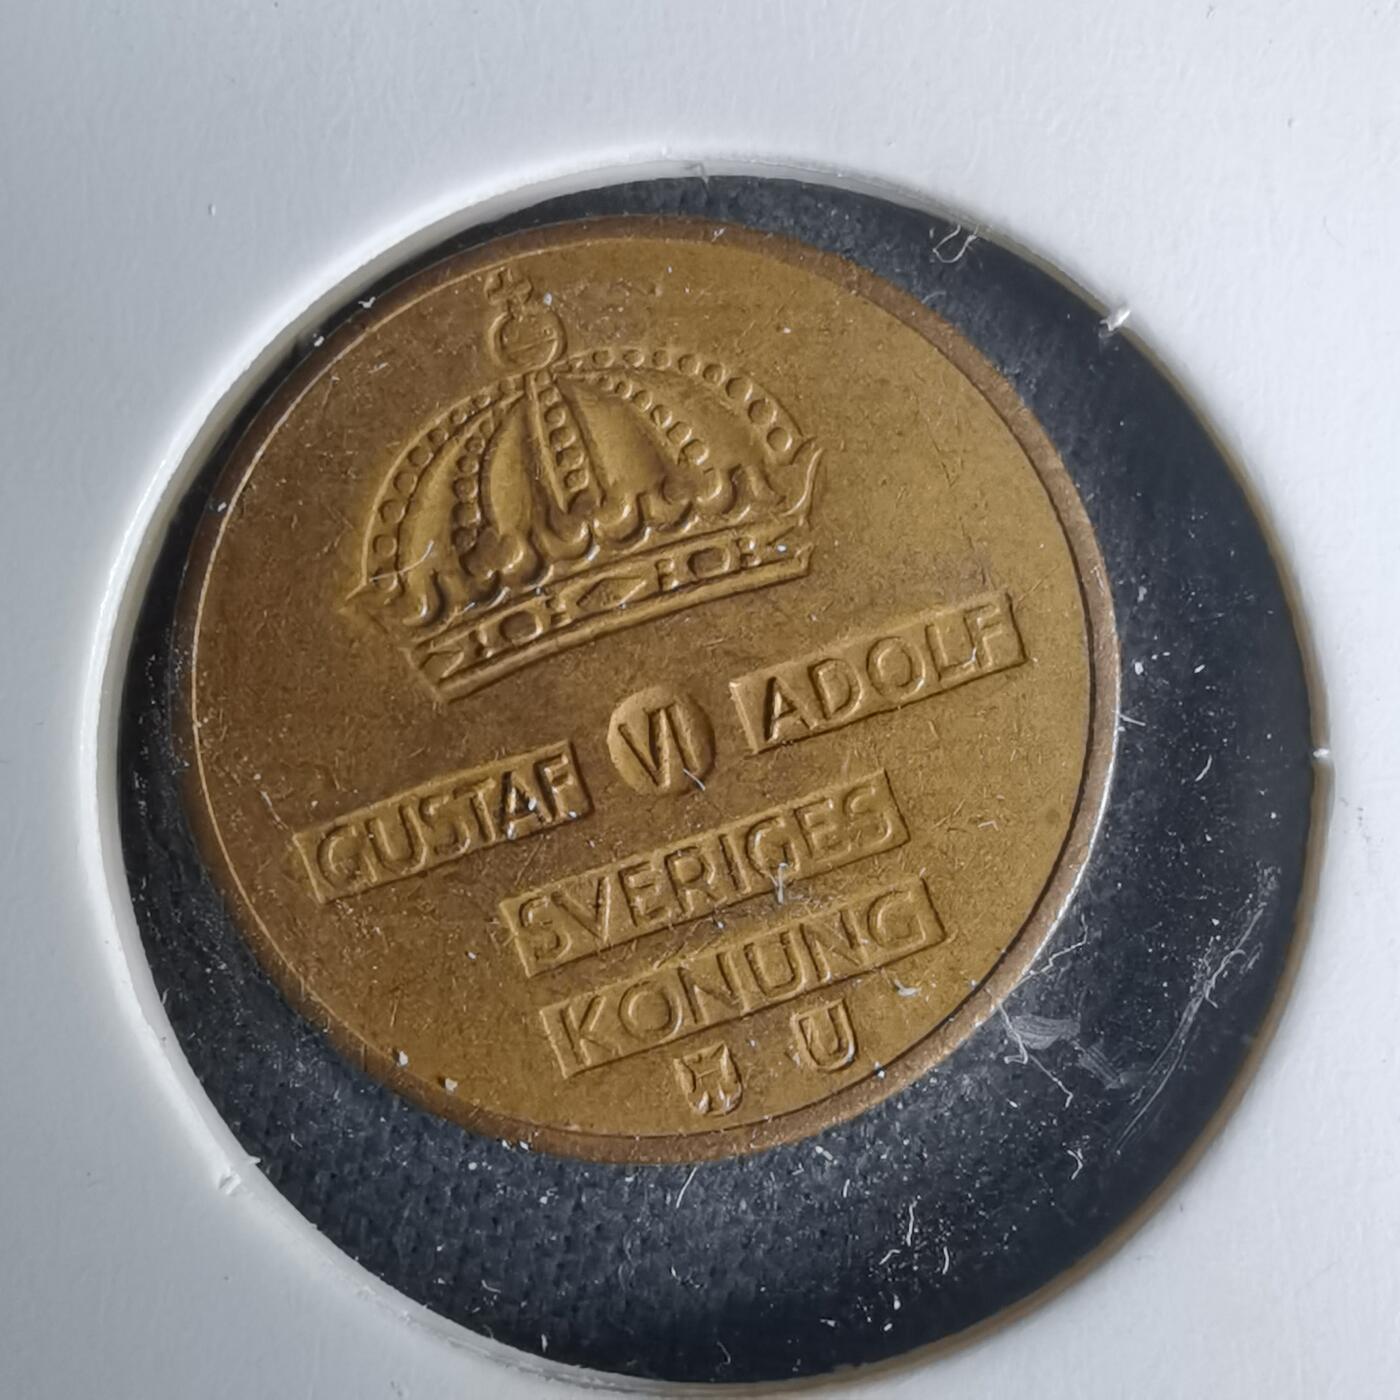 GUSTAF VI ADOLF
SVERIGES
KONUNG
U